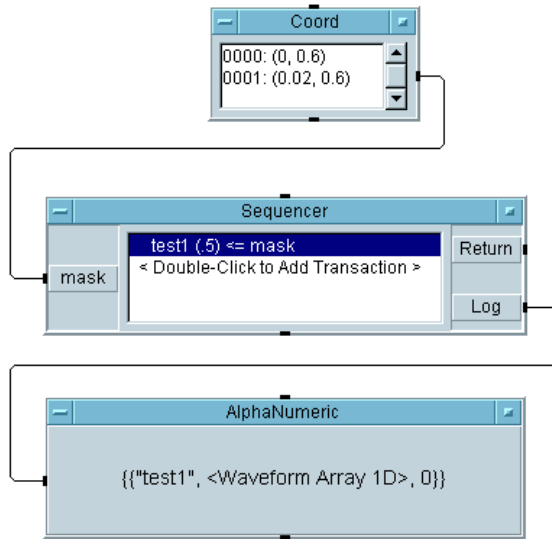 Coord
0000: (0, 0.6)
0001: (0.02, 0.6)
Sequencer
mask
test1 (.5) <= mask
< Double-Click to Add Transaction >
Return
Log
AlphaNumeric
{{"test1", <Waveform Array 1D>, 0}}